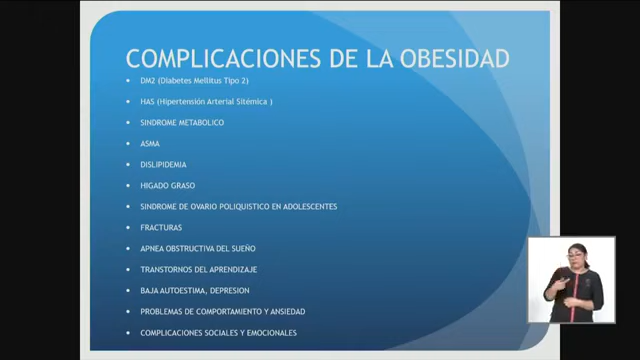 COMPLICACIONES DE LA OBESIDAD
DM2 (Diabetes Mellitus Tipo 2)
HAS (Hipertensión Arterial Sitémica )
SINDROME METABOLICO
ASMA
DISLIPIDEMIA
HIGADO GRASO
SINDROME DE OVARIO POLIQUISTICO EN ADOLESCENTES
FRACTURAS
APNEA OBSTRUCTIVA DEL SUEÑO
TRANSTORNOS DEL APRENDIZAJE
BAJA AUTOESTIMA, DEPRESION
PROBLEMAS DE COMPORTAMIENTO Y ANSIEDAD
COMPLICACIONES SOCIALES Y EMOCIONALES